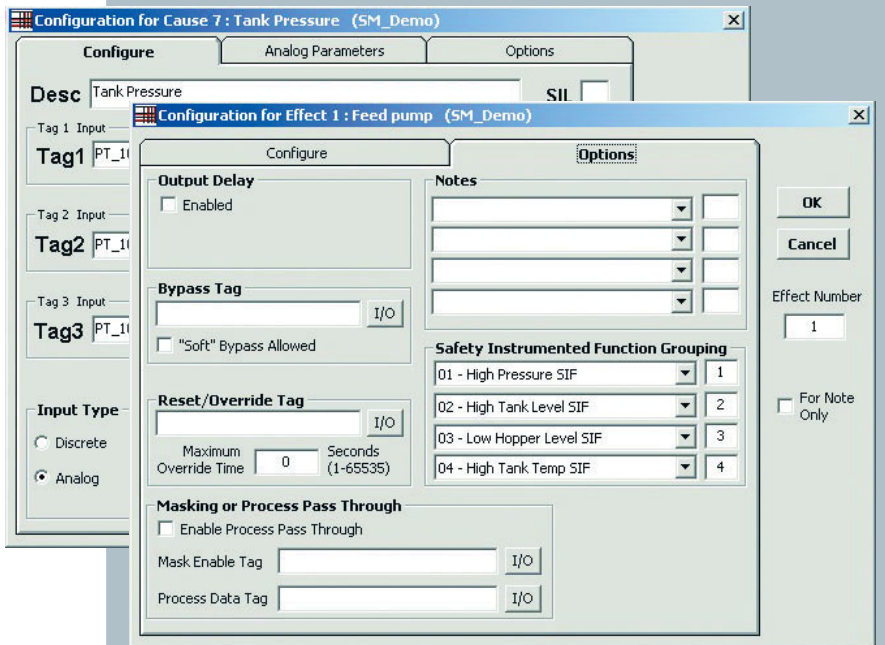 Configuration for Cause 7 : Tank Pressure (SM_Demo)
Configure
Analog Parameters
Options
Desc
Tank Pressure
SIL
Tag 1 Input
Tag1
Tag 2 Input
Tag2
Tag 3 Input
Tag3
Input Type
Discrete
Analog
Configuration for Effect 1 : Feed pump (SM_Demo)
Configure
Options
Output Delay
Enabled
Bypass Tag
I/O
"Soft" Bypass Allowed
Reset/Override Tag
I/O
Maximum
Override Time
0
Seconds
(1-65535)
Masking or Process Pass Through
Enable Process Pass Through
Mask Enable Tag
I/O
Process Data Tag
I/O
Notes
Safety Instrumented Function Grouping
01 - High Pressure SIF 1
02 - High Tank Level SIF 2
03 - Low Hopper Level SIF 3
04 - High Tank Temp SIF 4
OK
Cancel
Effect Number
1
For Note
Only